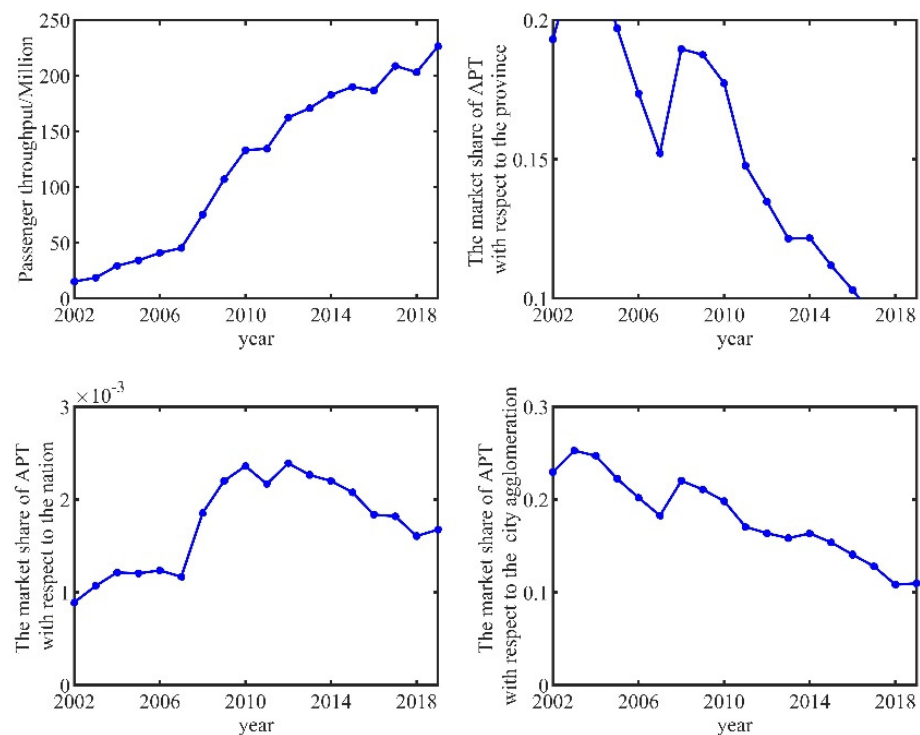 250
200
150
100
50
0
Passenger throughput/Million
2002 2006 2010 2014 2018
year
0.2
0.15
0.1
The market share of APT
with respect to the province
2002 2006 2010 2014 2018
year
×10-3
3
2
1
0
The market share of APT
with respect to the nation
2002 2006 2010 2014 2018
year
0.3
0.2
0.1
0
The market share of APT
with respect to the city agglomeration
2002 2006 2010 2014 2018
year